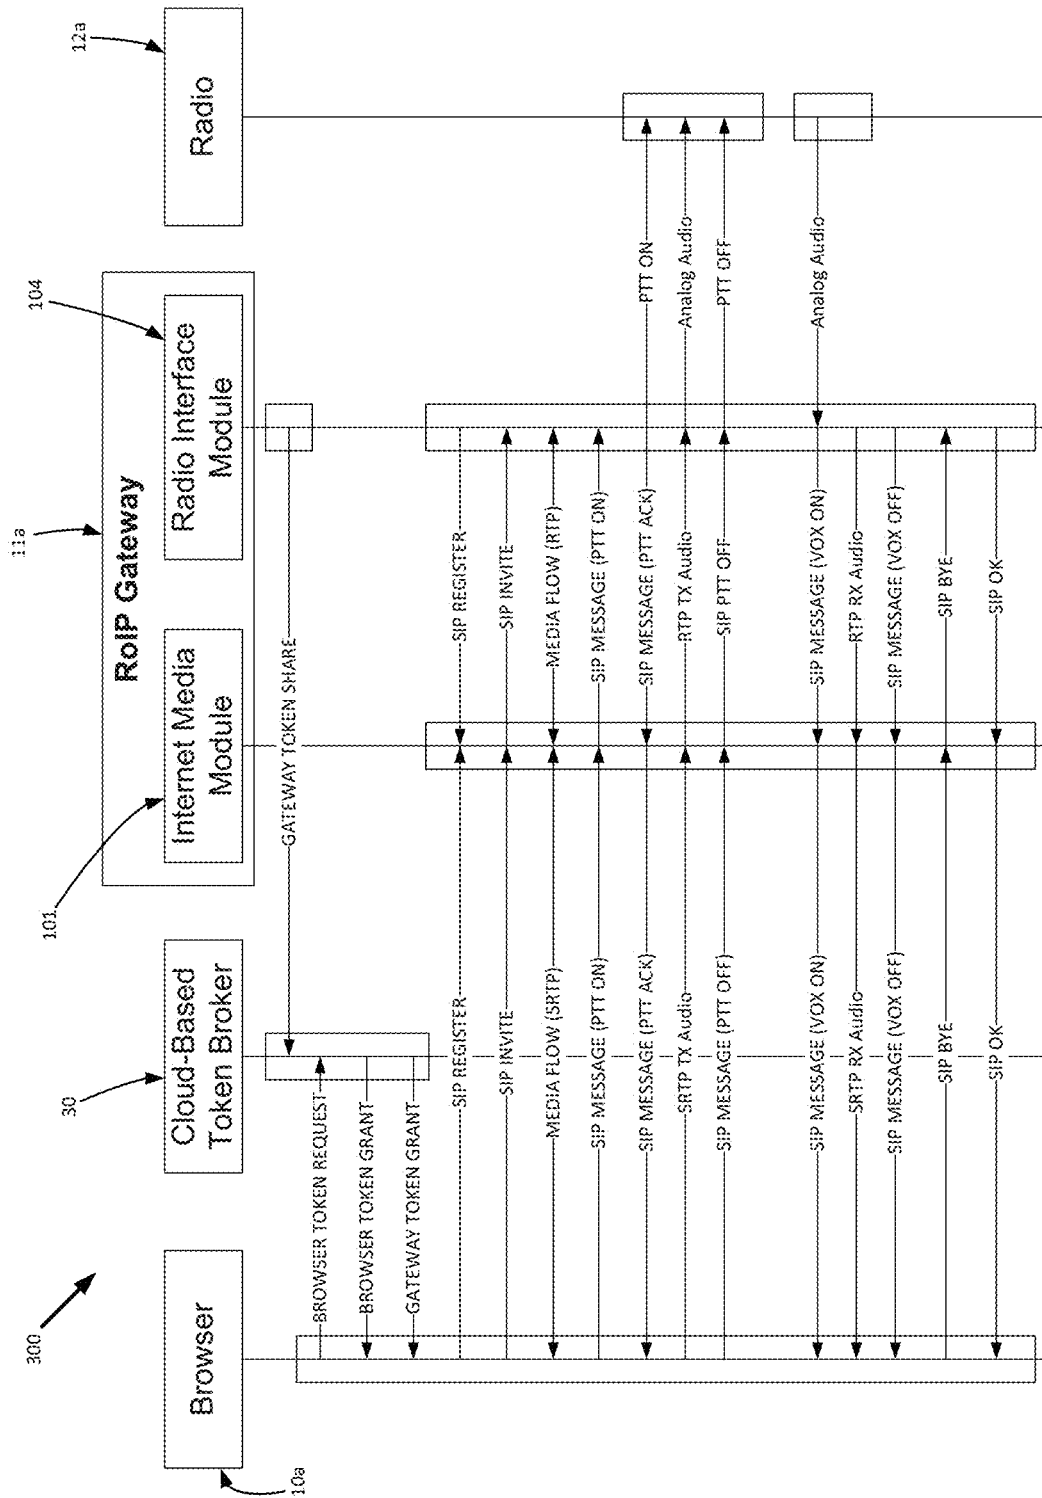 300
10a
Browser
30
Cloud-Based
Token Broker
11a
RoIP Gateway
101
Internet Media
Module
104
Radio Interface
Module
12a
Radio
GATEWAY TOKEN SHARE
BROWSER TOKEN REQUEST
BROWSER TOKEN GRANT
GATEWAY TOKEN GRANT
SIP REGISTER
SIP REGISTER
SIP INVITE
SIP INVITE
MEDIA FLOW (SRTP)
MEDIA FLOW (RTP)
SIP MESSAGE (PTT ON)
SIP MESSAGE (PTT ON)
SIP MESSAGE (PTT ACK)
SIP MESSAGE (PTT ACK)
PTT ON
SRTP TX Audio
RTP TX Audio
Analog Audio
SIP MESSAGE (PTT OFF)
SIP PTT OFF
PTT OFF
SIP MESSAGE (VOX ON)
SIP MESSAGE (VOX ON)
Analog Audio
SRTP RX Audio
RTP RX Audio
SIP MESSAGE (VOX OFF)
SIP MESSAGE (VOX OFF)
SIP BYE
SIP BYE
SIP OK
SIP OK